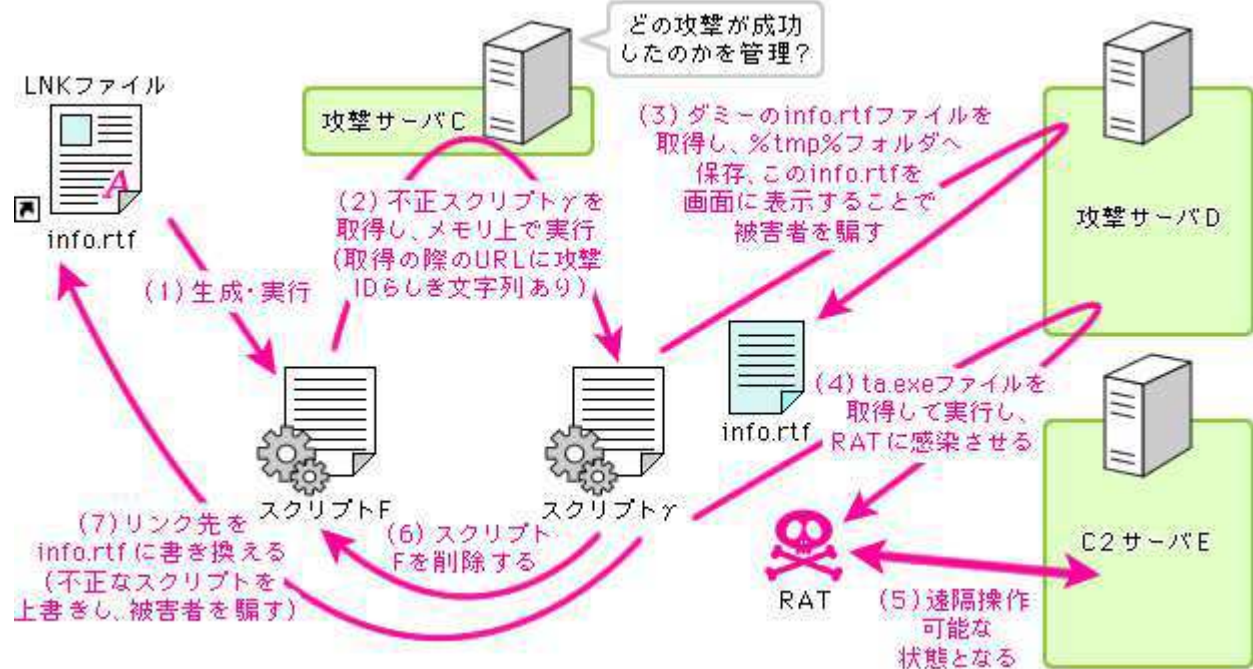 どの攻撃が成功
したのかを管理?
LNKファイル
攻撃サーバC
A
info.rtf
(1)生成・実行
(2)不正スクリプトγを
取得し、メモリ上で実行
(取得の際のURLに攻撃
IDらしき文字列あり)
(3)ダミーのinfo.rtfファイルを
取得し、%tmp%フォルダへ
保存、このinfo.rtfを
画面に表示することで
被害者を騙す
攻撃サーバD
info.rtf
(4)ta.exeファイルを
取得して実行し、
RATに感染させる
スクリプトF
スクリプトγ
(7)リンク先を
info.rtfに書き換える
(不正なスクリプトを
上書きし、被害者を騙す)
(6)スクリプト
Fを削除する
RAT
(5)遠隔操作
可能な
状態となる
C2サーバE